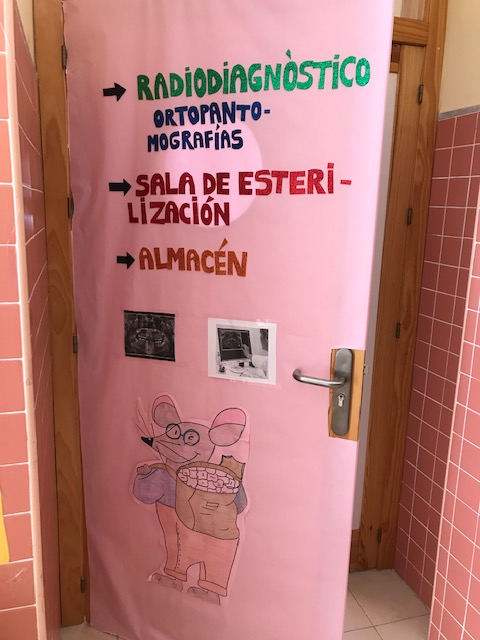 → RADIODIAGNÒSTICO
ORTOPANTO-
MOGRAFÍAS
→ SALA DE ESTERI-
LIZACIÓN
→ ALMACÉN